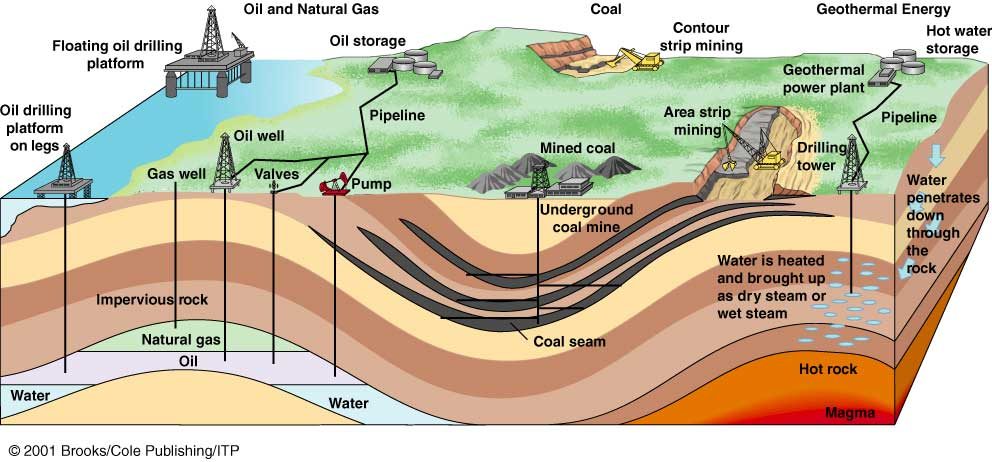 Oil and Natural Gas
Coal
Geothermal Energy
Floating oil drilling
platform
Oil storage
Contour
strip mining
Hot water
storage
Geothermal
power plant
Oil drilling
platform
on legs
Pipeline
Area strip
mining
Pipeline
Oil well
Mined coal
Drilling
tower
Gas well
Valves
Pump
Water
penetrates
down
through
the
rock
Underground
coal mine
Water is heated
and brought up
as dry steam or
wet steam
Impervious rock
Natural gas
Coal seam
Oil
Hot rock
Water
Water
Magma
© 2001 Brooks/Cole Publishing/ITP